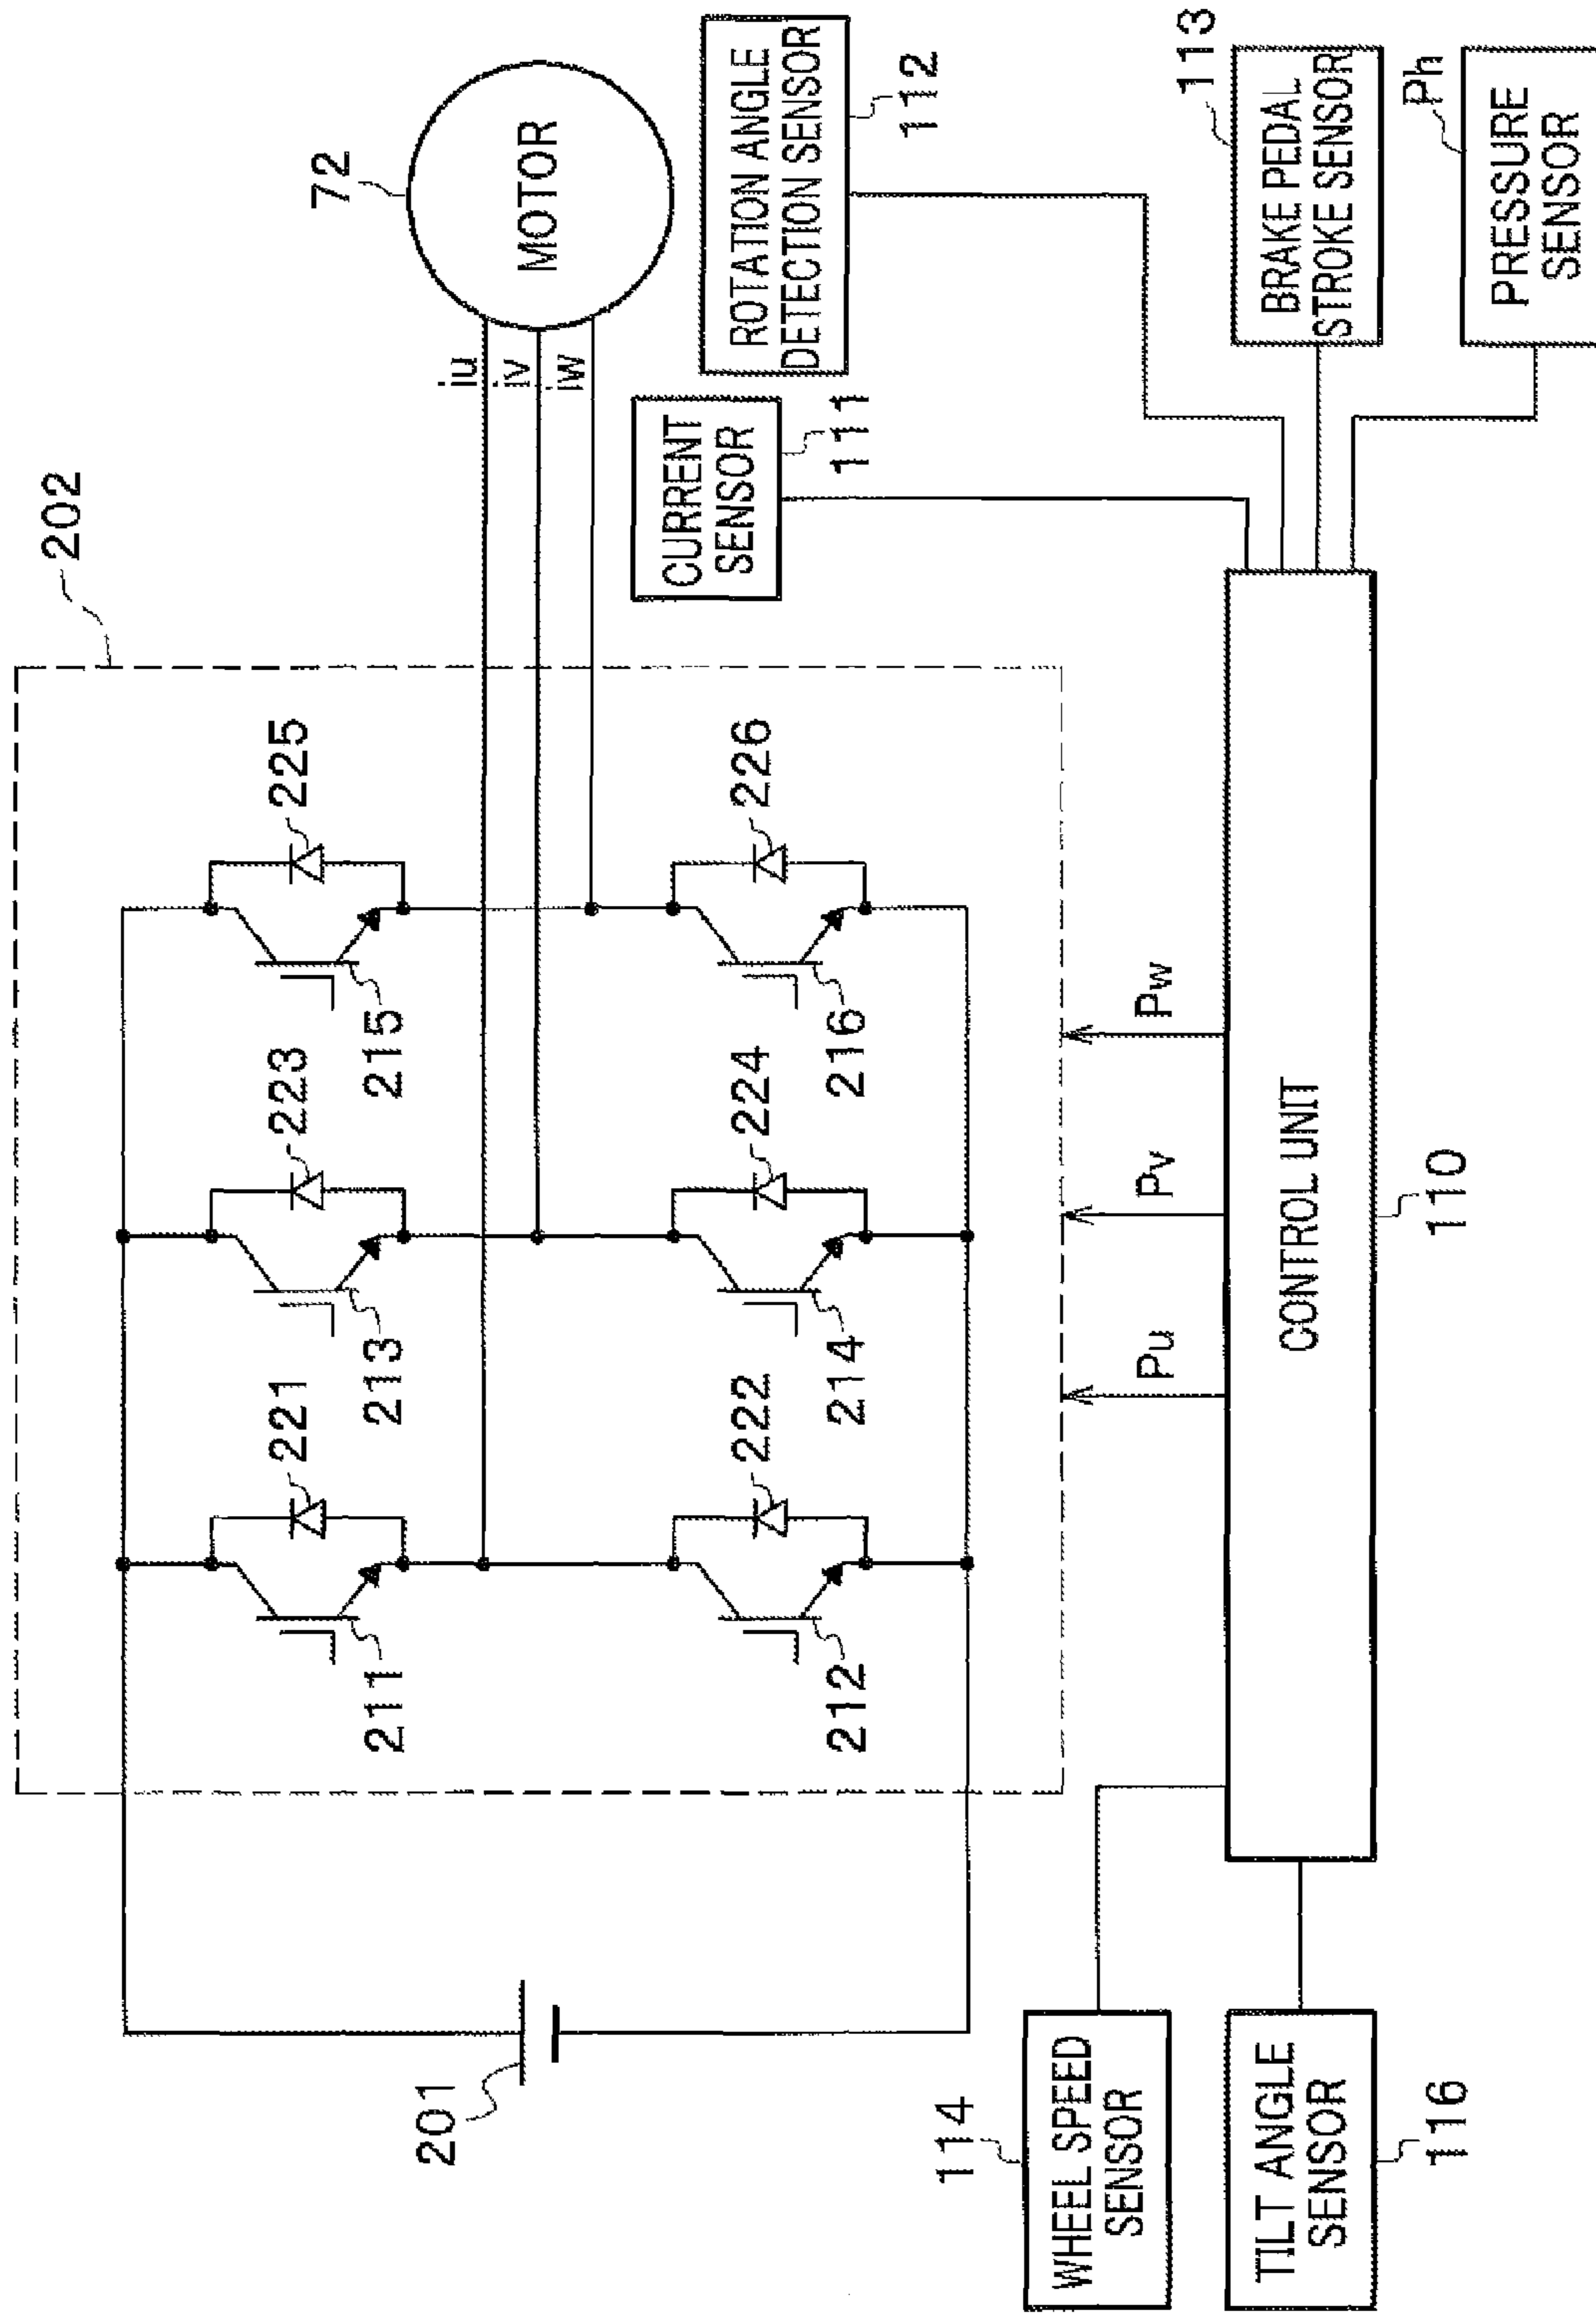 202
225
223
221
215
213
211
226
224
222
216
214
212
201
72
MOTOR
iu
iv
iw
CURRENT
SENSOR
111
ROTATION ANGLE
DETECTION SENSOR
112
Pu
Pv
Pw
CONTROL UNIT
110
113
BRAKE PEDAL
STROKE SENSOR
Ph
PRESSURE
SENSOR
114
WHEEL SPEED
SENSOR
TILT ANGLE
SENSOR
116